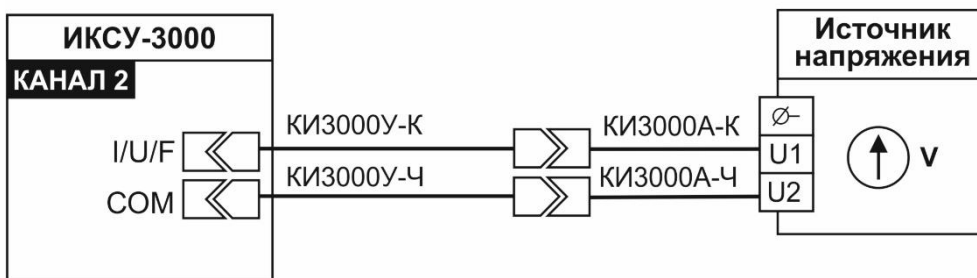 ИКСУ-3000
КАНАЛ 2
I/U/F
COM
КИ3000У-К
КИ3000У-Ч
КИ3000А-К
КИ3000А-Ч
Источник
напряжения
U1
U2
V